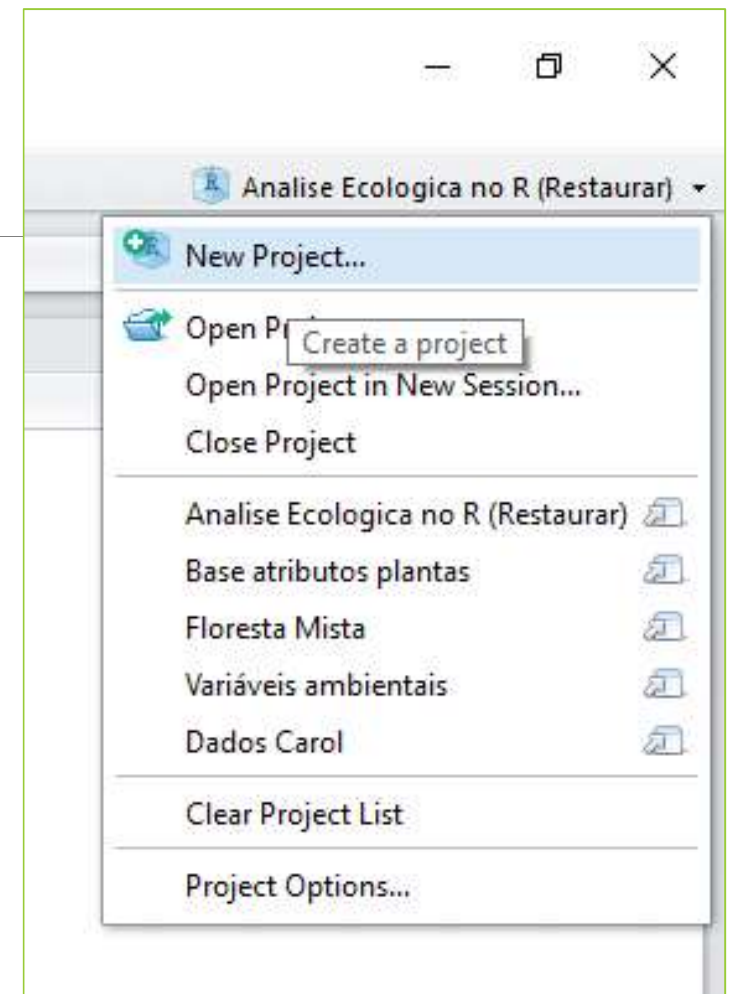 Analise Ecologica no R (Restaurar)
New Project...
Open P
Create a project
Open Project in New Session...
Close Project
Analise Ecologica no R (Restaurar)
Base atributos plantas
Floresta Mista
Variáveis ambientais
Dados Carol
Clear Project List
Project Options...